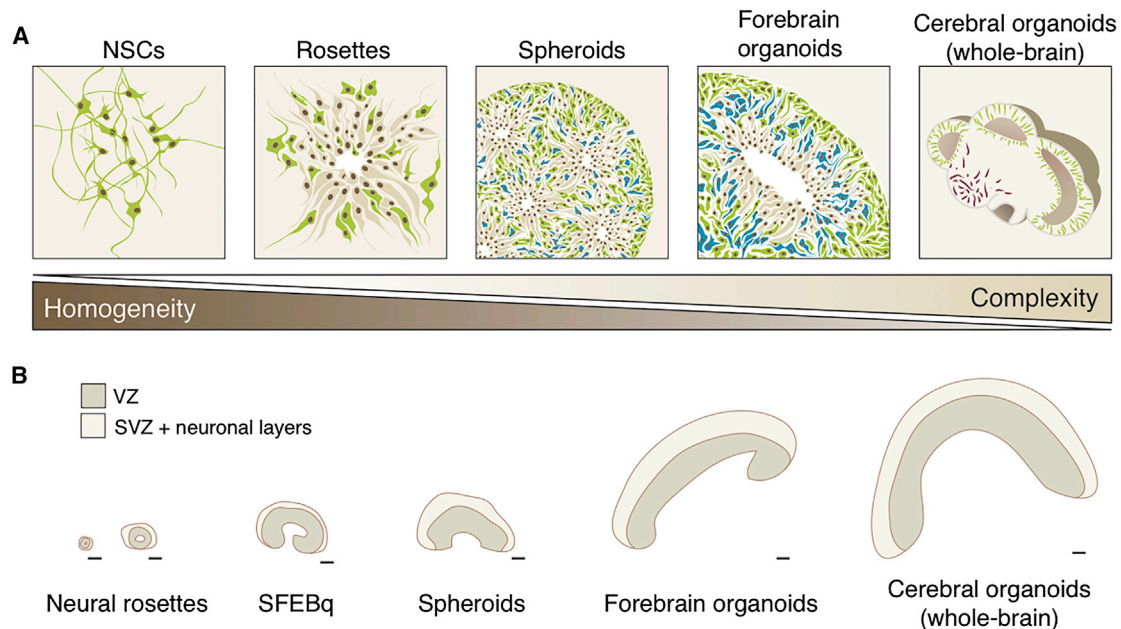 A
NSCs
Rosettes
Spheroids
Forebrain
organoids
Cerebral organoids
(whole-brain)
Homogeneity
Complexity
B
VZ
SVZ + neuronal layers
Neural rosettes
SFEBq
Spheroids
Forebrain organoids
Cerebral organoids
(whole-brain)